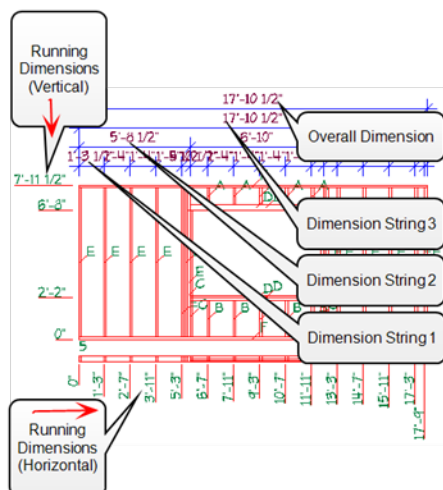 Running
Dimensions
(Vertical)
17'-10 1/2"
17'-10 1/2"
5'-8 1/2"
6'-10"
Overall Dimension
7'-11 1/2"
6'-8"
2'-2"
0"
Dimension String 3
Dimension String 2
Dimension String 1
A A A A
E E E E
E
C
C
B B
F
5
0"
1'-3"
2'-7"
3'-11"
5'-3"
6'-7"
7'-11"
9'-3"
10'-7"
13'-3"
14'-7"
15'-11"
17'-3"
17'-9"
Running
Dimensions
(Horizontal)